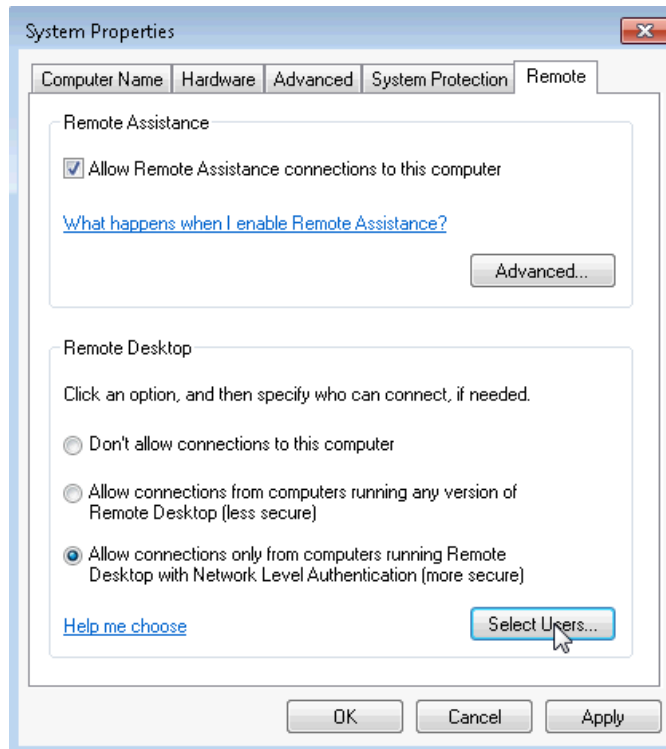 System Properties
Computer Name Hardware Advanced System Protection Remote
Remote Assistance
Allow Remote Assistance connections to this computer
What happens when I enable Remote Assistance?
Advanced...
Remote Desktop
Click an option, and then specify who can connect, if needed.
Don't allow connections to this computer
Allow connections from computers running any version of
Remote Desktop (less secure)
Allow connections only from computers running Remote
Desktop with Network Level Authentication (more secure)
Help me choose
Select Users...
OK Cancel Apply